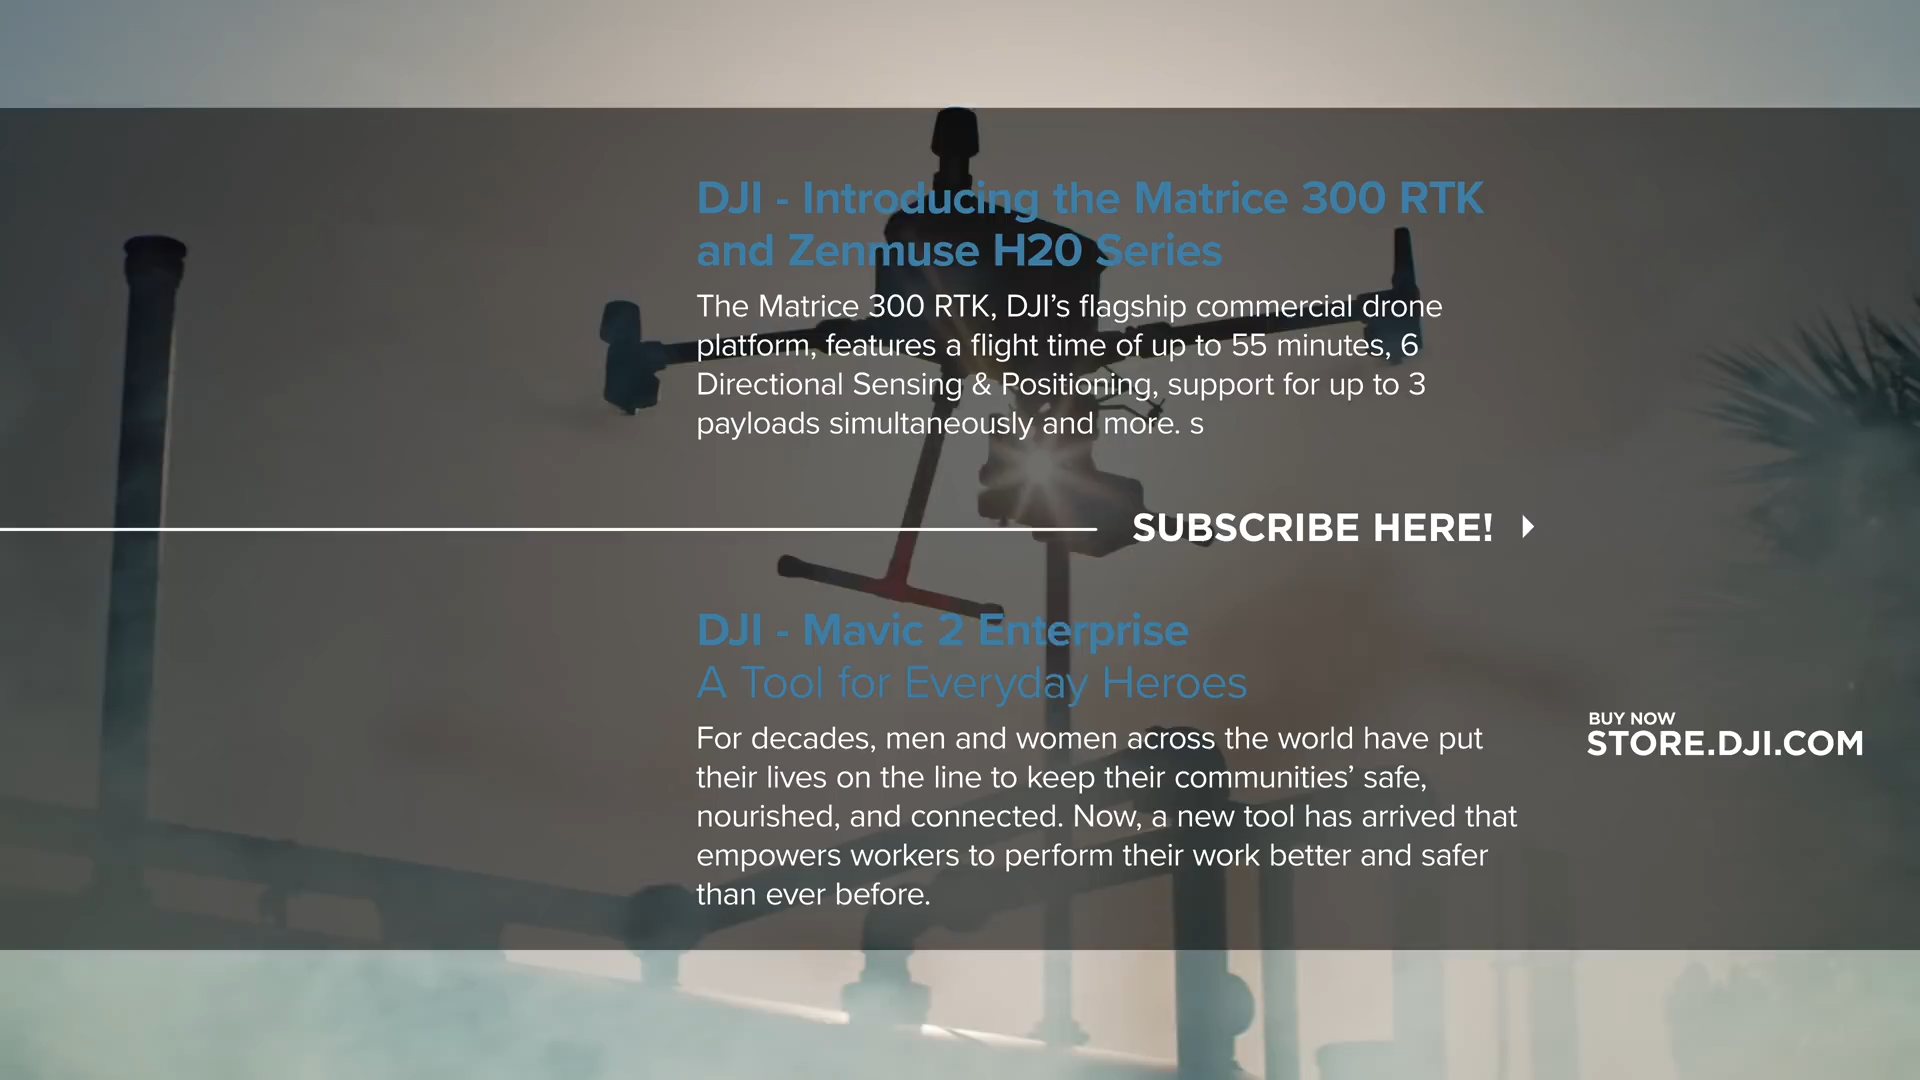 DJI - Introducing the Matrice 300 RTK
and Zenmuse H20 Series
The Matrice 300 RTK, DJI’s flagship commercial drone
platform, features a flight time of up to 55 minutes, 6
Directional Sensing & Positioning, support for up to 3
payloads simultaneously and more. s
SUBSCRIBE HERE!
DJI - Mavic 2 Enterprise
A Tool for Everyday Heroes
For decades, men and women across the world have put
their lives on the line to keep their communities’ safe,
nourished, and connected. Now, a new tool has arrived that
empowers workers to perform their work better and safer
than ever before.
BUY NOW
STORE.DJI.COM